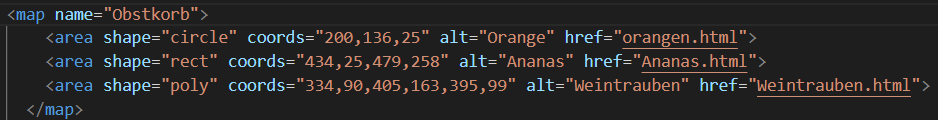 <map name="Obstkorb">
<area shape="circle" coords="200,136,25" alt="Orange" href="orangen.html">
<area shape="rect" coords="434,25,479,258" alt="Ananas" href="Ananas.html">
<area shape="poly" coords="334,90,405,163,395,99" alt="Weintrauben" href="Weintrauben.html">
</map>